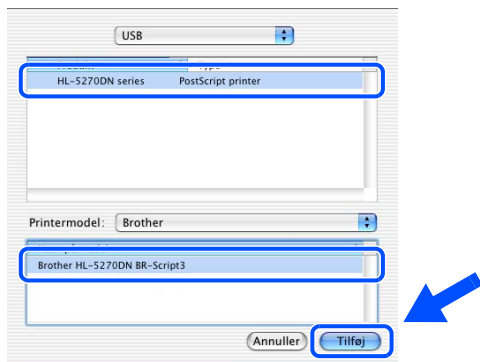 USB
HL-5270DN series PostScript printer
Printermodel: Brother
Brother HL-5270DN BR-Script3
Annuller Tilføj